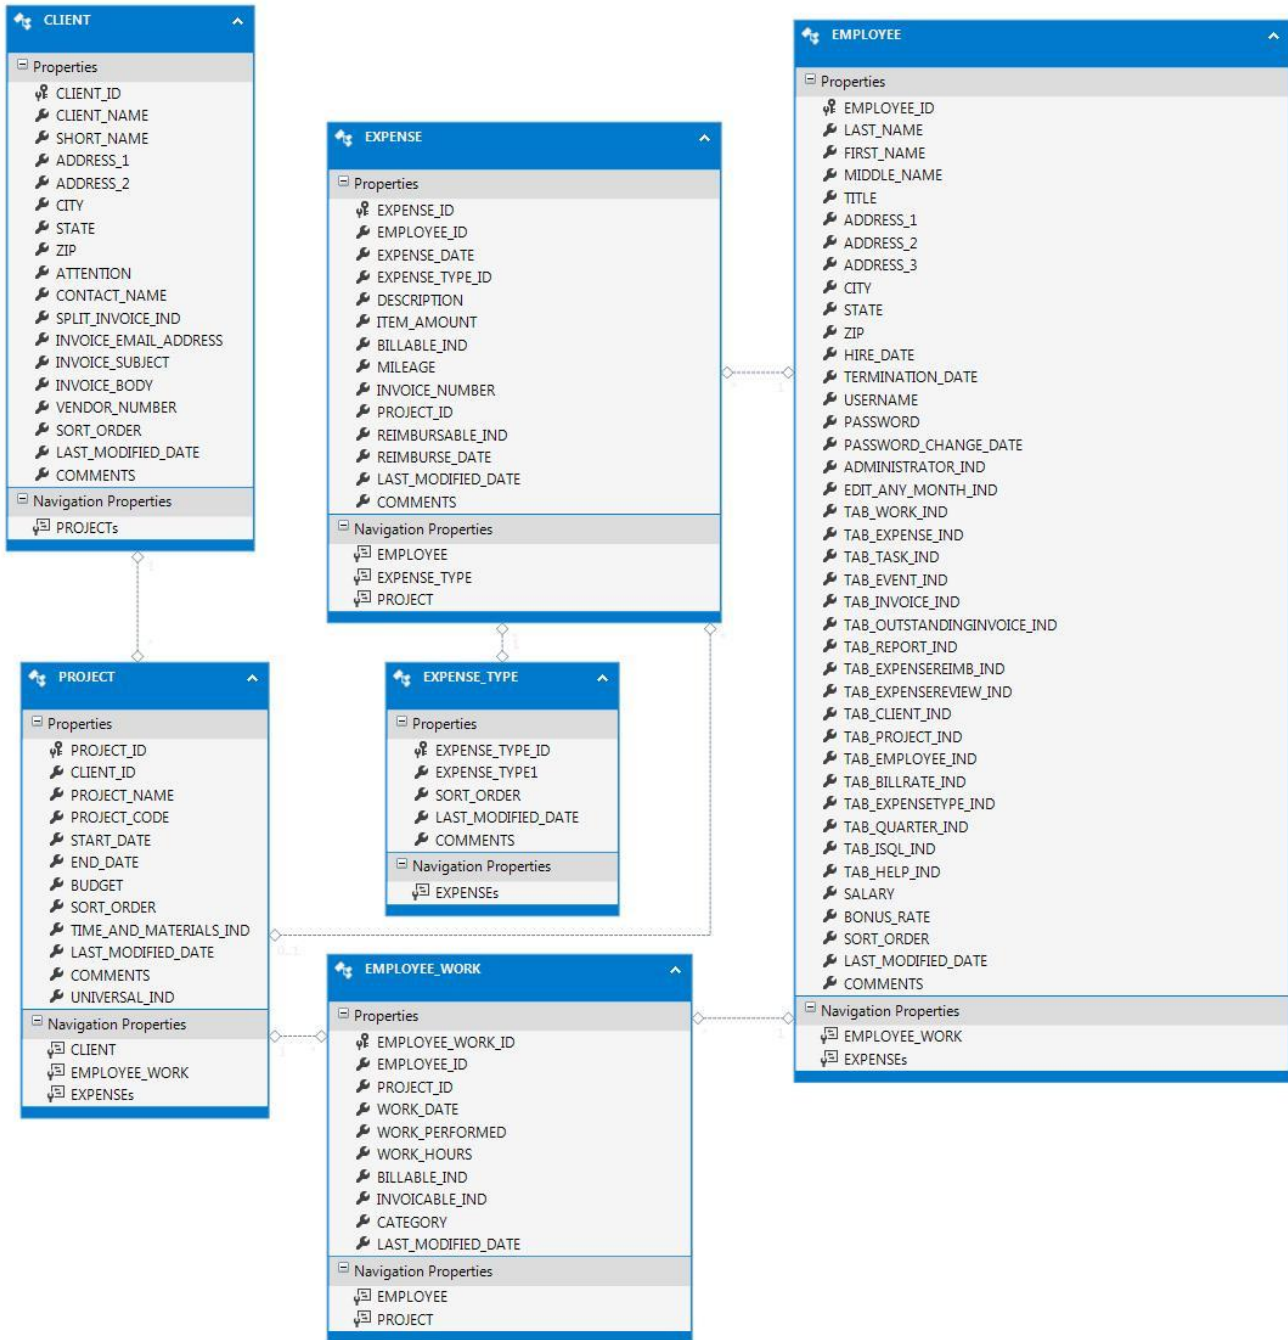 CLIENT
Properties
CLIENT_ID
CLIENT_NAME
SHORT_NAME
ADDRESS_1
ADDRESS_2
CITY
STATE
ZIP
ATTENTION
CONTACT_NAME
SPLIT_INVOICE_IND
INVOICE_EMAIL_ADDRESS
INVOICE_SUBJECT
INVOICE_BODY
VENDOR_NUMBER
SORT_ORDER
LAST_MODIFIED_DATE
COMMENTS
Navigation Properties
PROJECTs
1
*
EXPENSE
Properties
EXPENSE_ID
EMPLOYEE_ID
EXPENSE_DATE
EXPENSE_TYPE_ID
DESCRIPTION
ITEM_AMOUNT
BILLABLE_IND
MILEAGE
INVOICE_NUMBER
PROJECT_ID
REIMBURSABLE_IND
REIMBURSE_DATE
LAST_MODIFIED_DATE
COMMENTS
Navigation Properties
EMPLOYEE
EXPENSE_TYPE
PROJECT
* 1
EMPLOYEE
Properties
EMPLOYEE_ID
LAST_NAME
FIRST_NAME
MIDDLE_NAME
TITLE
ADDRESS_1
ADDRESS_2
ADDRESS_3
CITY
STATE
ZIP
HIRE_DATE
TERMINATION_DATE
USERNAME
PASSWORD
PASSWORD_CHANGE_DATE
ADMINISTRATOR_IND
EDIT_ANY_MONTH_IND
TAB_WORK_IND
TAB_EXPENSE_IND
TAB_TASK_IND
TAB_EVENT_IND
TAB_INVOICE_IND
TAB_OUTSTANDINGINVOICE_IND
TAB_REPORT_IND
TAB_EXPENSEREIMB_IND
TAB_EXPENSEREVIEW_IND
TAB_CLIENT_IND
TAB_PROJECT_IND
TAB_EMPLOYEE_IND
TAB_BILLRATE_IND
TAB_EXPENSETYPE_IND
TAB_QUARTER_IND
TAB_ISQL_IND
TAB_HELP_IND
SALARY
BONUS_RATE
SORT_ORDER
LAST_MODIFIED_DATE
COMMENTS
Navigation Properties
EMPLOYEE_WORK
EXPENSEs
PROJECT
Properties
PROJECT_ID
CLIENT_ID
PROJECT_NAME
PROJECT_CODE
START_DATE
END_DATE
BUDGET
SORT_ORDER
TIME_AND_MATERIALS_IND
LAST_MODIFIED_DATE
COMMENTS
UNIVERSAL_IND
Navigation Properties
CLIENT
EMPLOYEE_WORK
EXPENSEs
0..1
1 *
EXPENSE_TYPE
Properties
EXPENSE_TYPE_ID
EXPENSE_TYPE1
SORT_ORDER
LAST_MODIFIED_DATE
COMMENTS
Navigation Properties
EXPENSEs
EMPLOYEE_WORK
Properties
EMPLOYEE_WORK_ID
EMPLOYEE_ID
PROJECT_ID
WORK_DATE
WORK_PERFORMED
WORK_HOURS
BILLABLE_IND
INVOICABLE_IND
CATEGORY
LAST_MODIFIED_DATE
Navigation Properties
EMPLOYEE
PROJECT
* 1